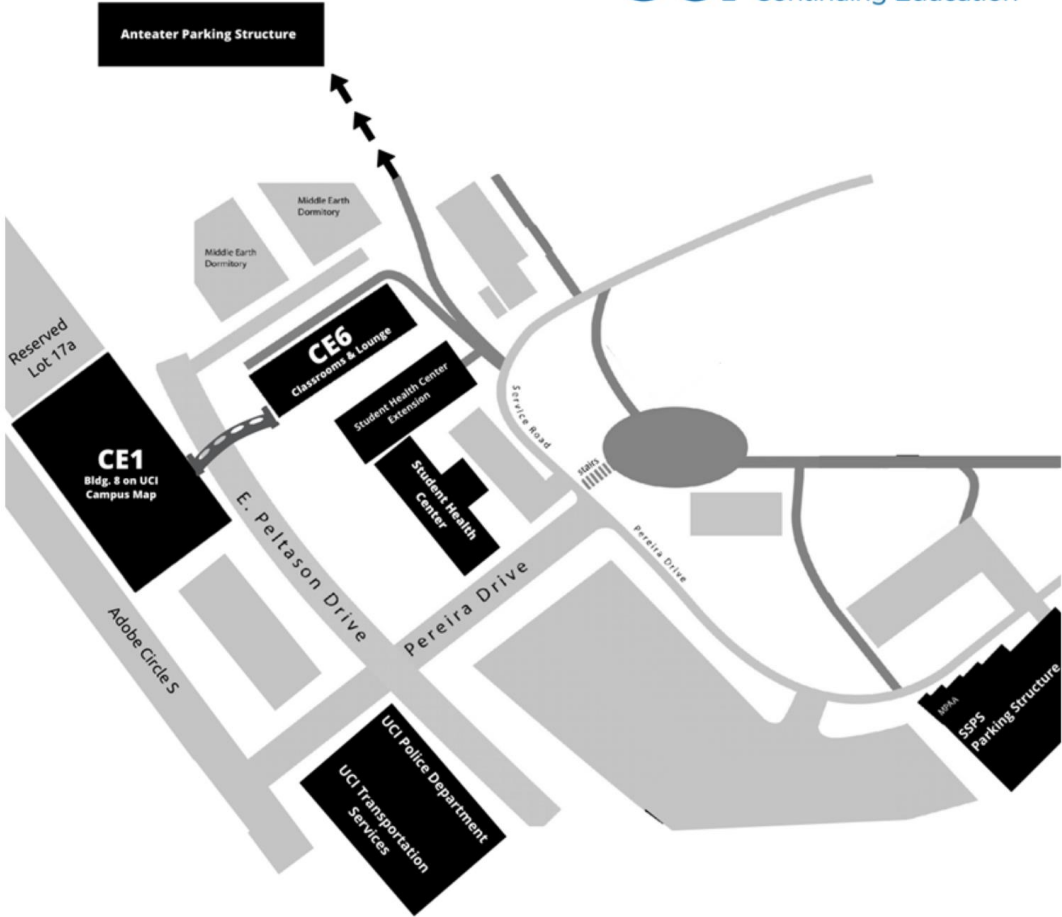 Continuing Education
Anteater Parking Structure
Middle Earth
Dormitory
Middle Earth
Dormitory
Reserved
Lot 17a
CE6
Classrooms & Lounge
Student Health Center
Extension
CE1
Bldg. 8 on UCI
Campus Map
Service Road
Student Health
Center
stairs
E. Peltason Drive
Pereira Drive
Pereira Drive
Adobe Circle S
MPAA
SSPS
Parking Structure
UCI Police Department
UCI Transportation
Services